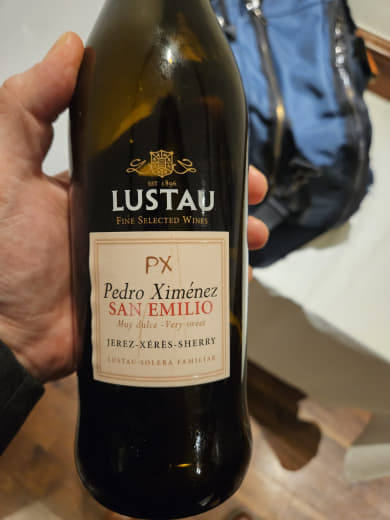 EST 1896
LUSTAU
FINE SELECTED WINES
PX
Pedro Ximénez
SAN EMILIO
Muy dulce - Very sweet
JEREZ-XÉRÈS-SHERRY
LUSTAU-SOLERA FAMILIAR